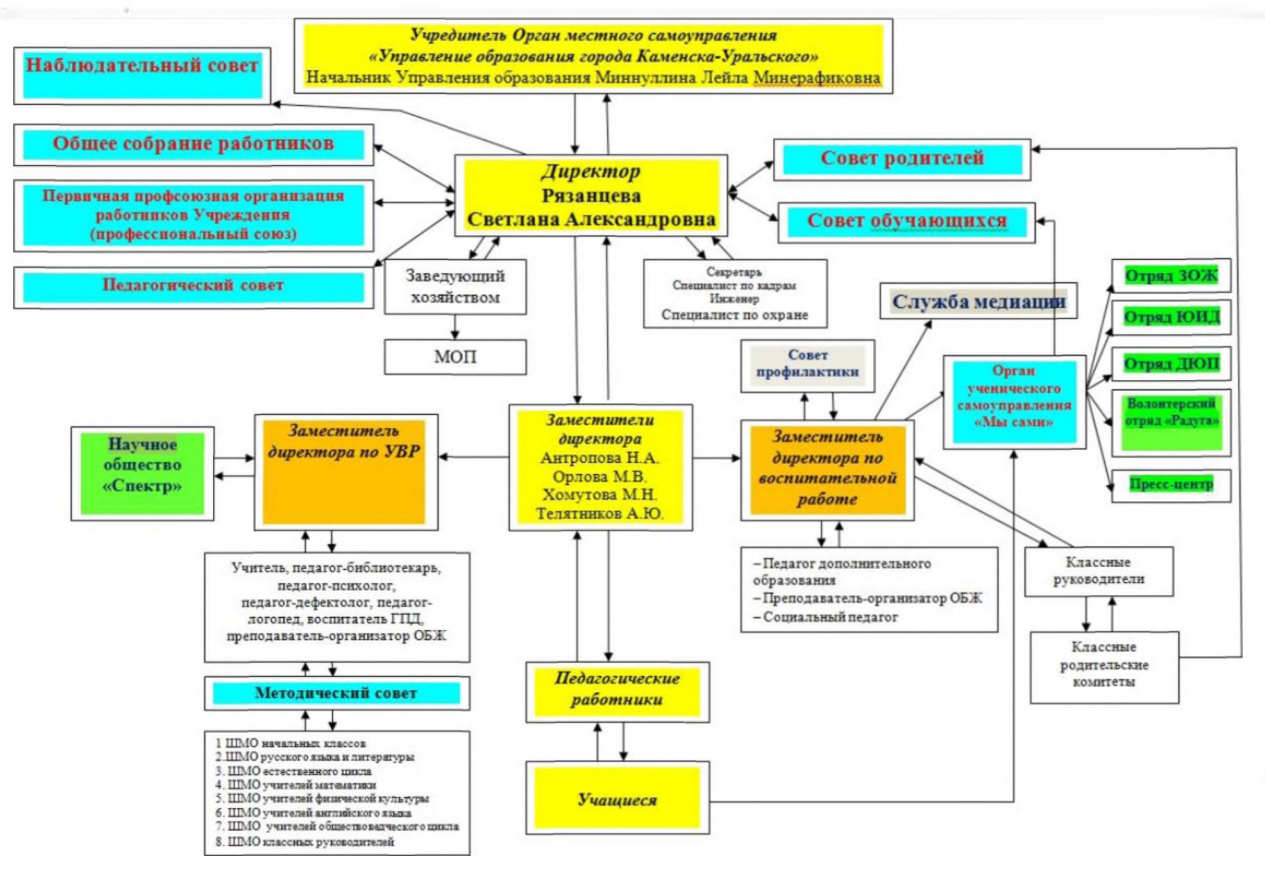 Учредитель Орган местного самоуправления
«Управление образования города Каменска-Уральского»
Начальник Управления образования Миннуллина Лейла Минерафиковна
Наблюдательный совет
Общее собрание работников
Первичная профсоюзная организация
работников Учреждения
(профессиональный союз)
Педагогический совет
Директор
Рязанцева
Светлана Александровна
Совет родителей
Совет обучающихся
Заведующий
хозяйством
МОП
Секретарь
Специалист по кадрам
Инженер
Специалист по охране
Служба медиации
Совет
профилактики
Орган
ученического
самоуправления
«Мы сами»
Отряд ЗОЖ
Отряд ЮИД
Отряд ДЮП
Волонтерский
отряд «Радуга»
Пресс-центр
Научное
общество
«Спектр»
Заместитель
директора по УВР
Заместители
директора
Антропова Н.А.
Орлова М.В.
Хомутова М.Н.
Телятников А.Ю.
Заместитель
директора по
воспитательной
работе
Учитель, педагог-библиотекарь,
педагог-психолог,
педагог-дефектолог, педагог-
логопед, воспитатель ГПД,
преподаватель-организатор ОБЖ
– Педагог дополнительного
образования
– Преподаватель-организатор ОБЖ
– Социальный педагог
Классные
руководители
Классные
родительские
комитеты
Методический совет
Педагогические
работники
1 ШМО начальных классов
2.ШМО русского языка и литературы
3. ШМО естественного цикла
4. ШМО учителей математики
5. ШМО учителей физической культуры
6. ШМО учителей английского языка
7. ШМО учителей обществоведческого цикла
8. ШМО классных руководителей
Учащиеся